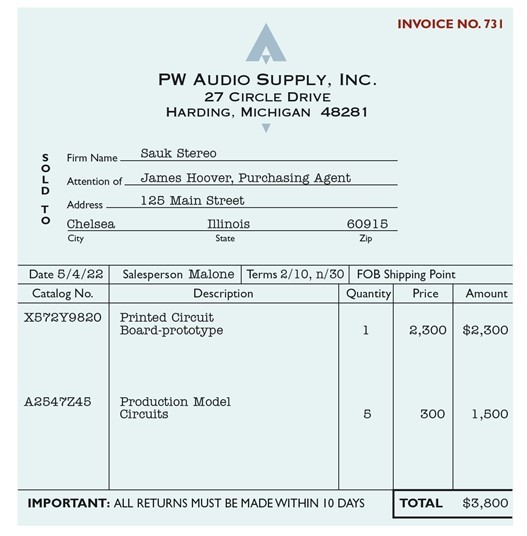 INVOICE NO. 731
PW AUDIO SUPPLY, INC.
27 CIRCLE DRIVE
HARDING, MICHIGAN 48281
SOLD TO
Firm Name Sauk Stereo
Attention of James Hoover, Purchasing Agent
Address 125 Main Street
Chelsea Illinois 60915
City State Zip
Date 5/4/22 Salesperson Malone Terms 2/10, n/30 FOB Shipping Point
Catalog No. Description Quantity Price Amount
X572Y9820 Printed Circuit
Board-prototype 1 2,300 $2,300
A2547Z45 Production Model
Circuits 5 300 1,500
IMPORTANT: ALL RETURNS MUST BE MADE WITHIN 10 DAYS TOTAL $3,800